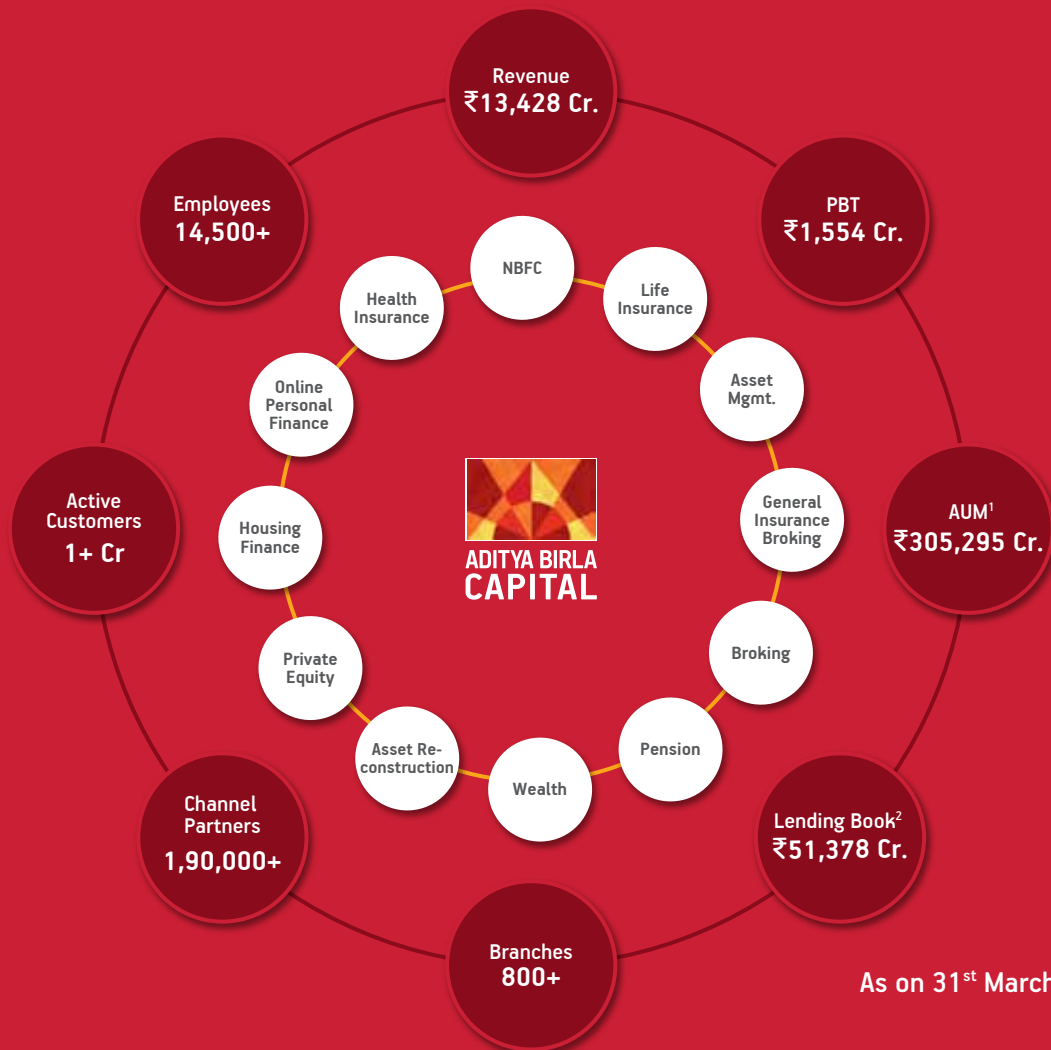 Revenue
₹13,428 Cr.
PBT
₹1,554 Cr.
AUM¹
₹305,295 Cr.
Lending Book²
₹51,378 Cr.
Branches
800+
Channel
Partners
1,90,000+
Active
Customers
1+ Cr
Employees
14,500+
NBFC
Life
Insurance
Asset
Mgmt.
General
Insurance
Broking
Broking
Pension
Wealth
Asset Re-
construction
Private
Equity
Housing
Finance
Online
Personal
Finance
Health
Insurance
ADITYA BIRLA
CAPITAL
As on 31st March